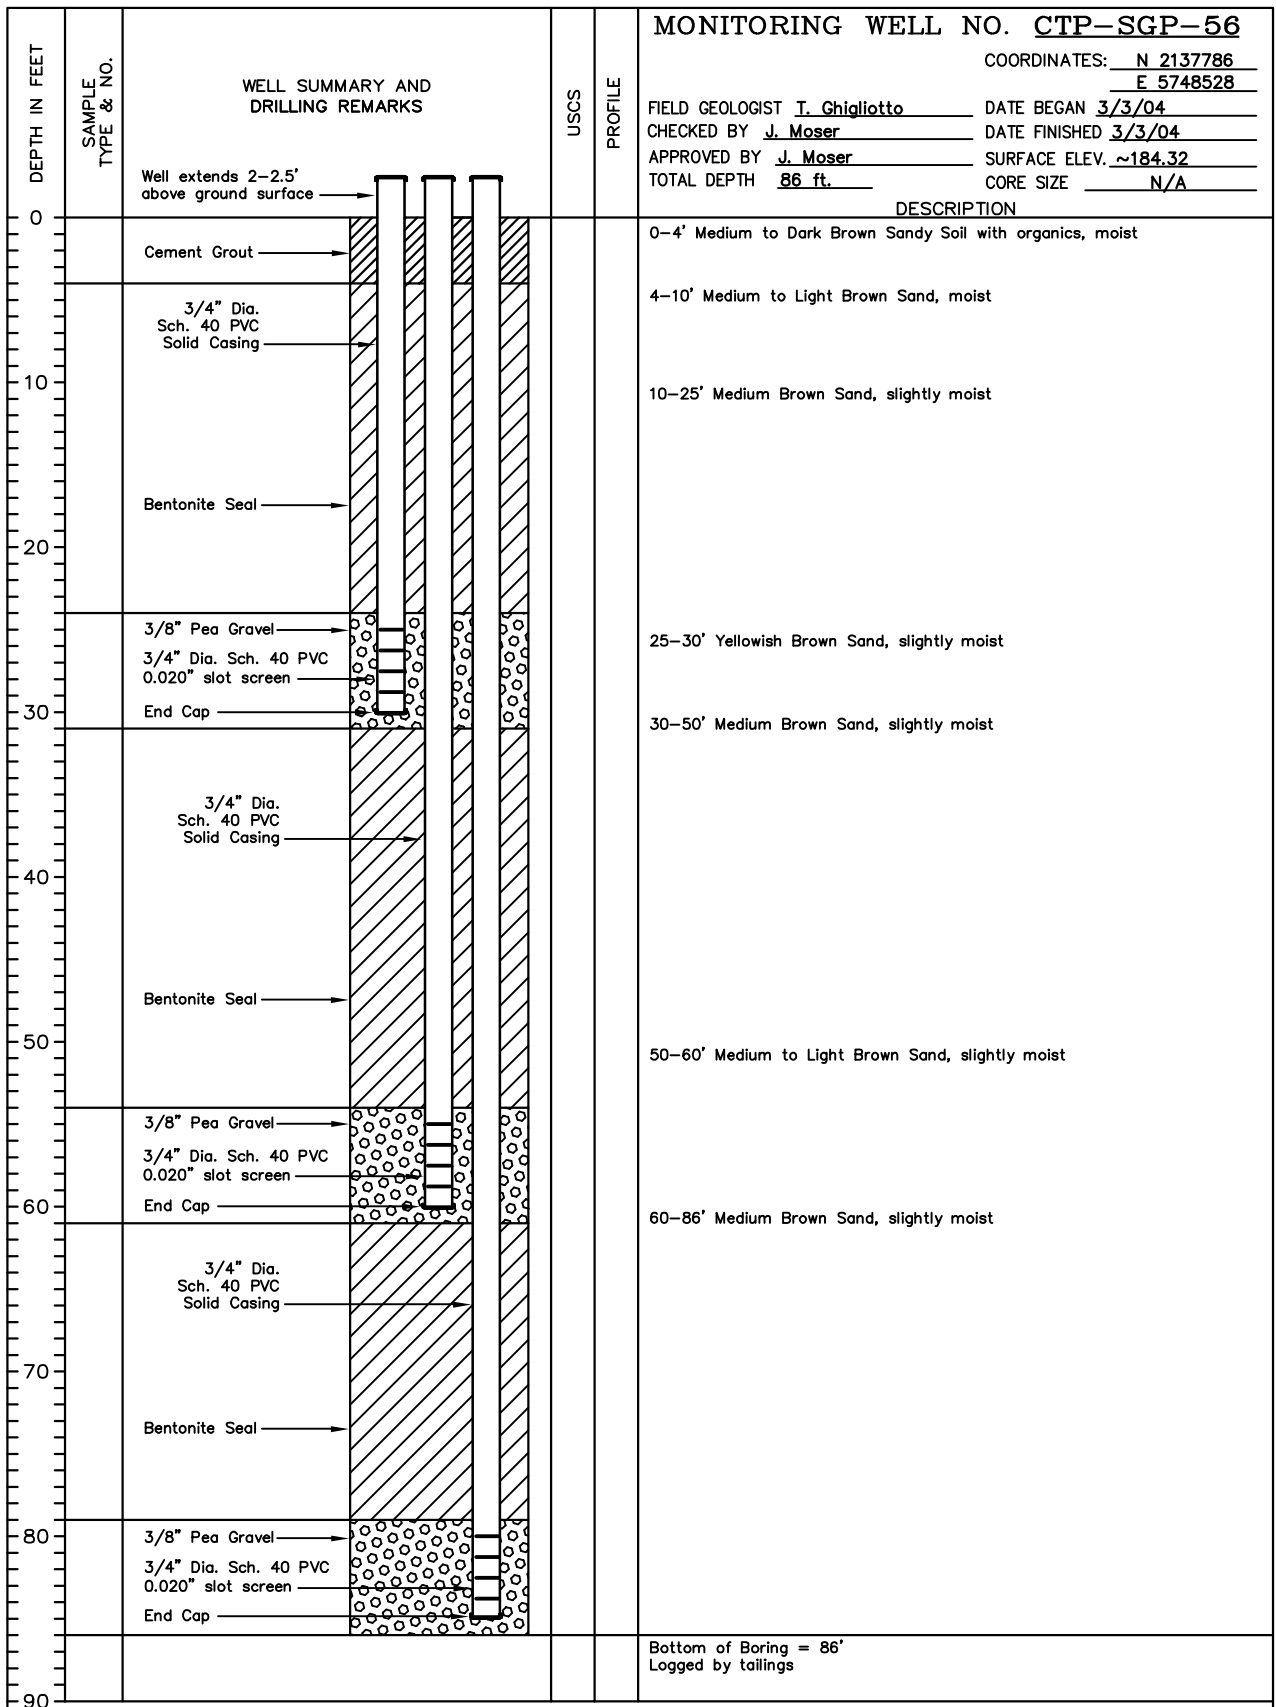 MONITORING WELL NO. CTP-SGP-56
COORDINATES: N 2137786
E 5748528
FIELD GEOLOGIST T. Ghigliotto
DATE BEGAN 3/3/04
CHECKED BY J. Moser
DATE FINISHED 3/3/04
APPROVED BY J. Moser
SURFACE ELEV. ~184.32
TOTAL DEPTH 86 ft.
CORE SIZE N/A
DESCRIPTION
DEPTH IN FEET
SAMPLE
TYPE & NO.
WELL SUMMARY AND
DRILLING REMARKS
USCS
PROFILE
Well extends 2-2.5'
above ground surface
0
0-4' Medium to Dark Brown Sandy Soil with organics, moist
Cement Grout
4-10' Medium to Light Brown Sand, moist
3/4" Dia.
Sch. 40 PVC
Solid Casing
10
10-25' Medium Brown Sand, slightly moist
Bentonite Seal
20
3/8" Pea Gravel
25-30' Yellowish Brown Sand, slightly moist
3/4" Dia. Sch. 40 PVC
0.020" slot screen
End Cap
30
30-50' Medium Brown Sand, slightly moist
3/4" Dia.
Sch. 40 PVC
Solid Casing
40
Bentonite Seal
50
50-60' Medium to Light Brown Sand, slightly moist
3/8" Pea Gravel
3/4" Dia. Sch. 40 PVC
0.020" slot screen
End Cap
60
60-86' Medium Brown Sand, slightly moist
3/4" Dia.
Sch. 40 PVC
Solid Casing
70
Bentonite Seal
80
3/8" Pea Gravel
3/4" Dia. Sch. 40 PVC
0.020" slot screen
End Cap
Bottom of Boring = 86'
Logged by tailings
90